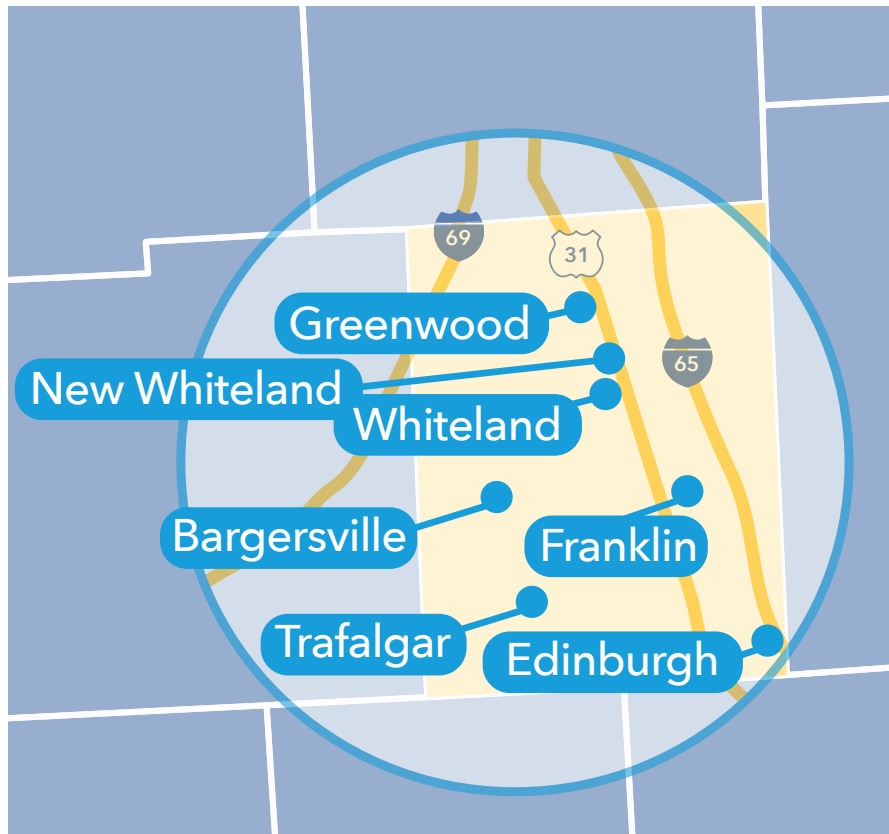 69
31
Greenwood
65
New Whiteland
Whiteland
Bargersville
Franklin
Trafalgar
Edinburgh